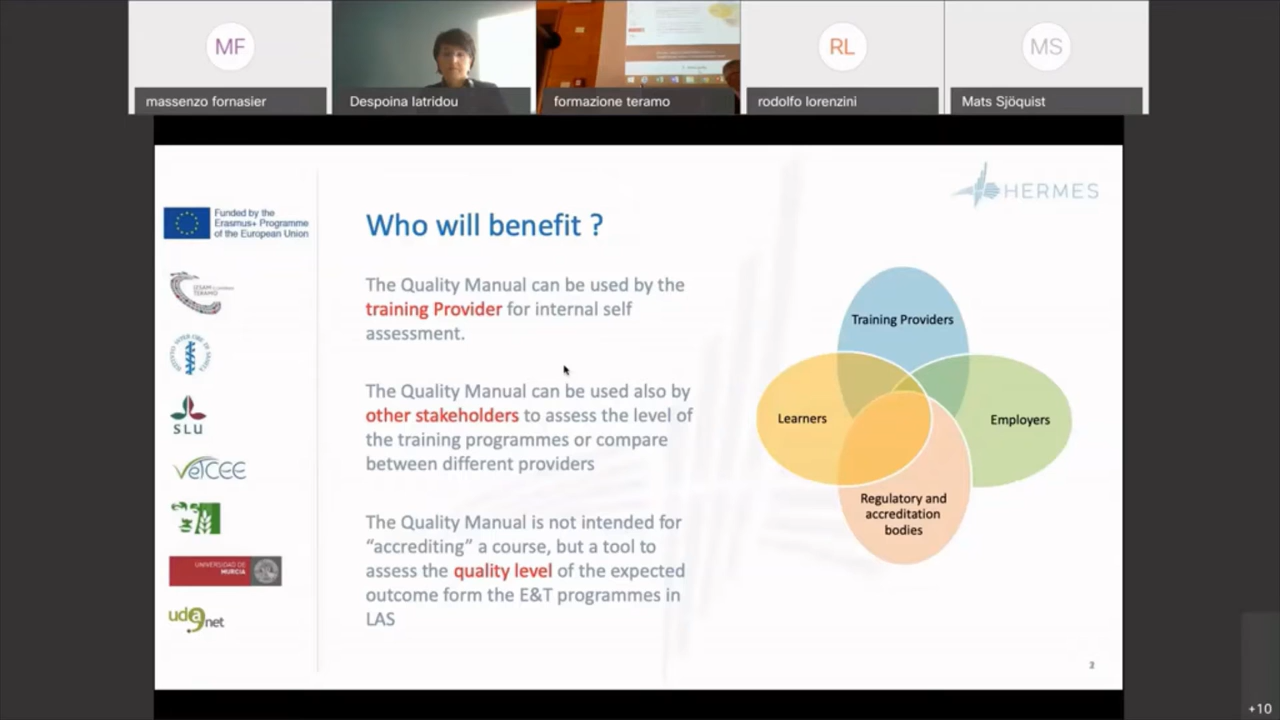 MF
RL
MS
massenzo fornasier
Despoina Iatridou
formazione teramo
rodolfo lorenzini
Mats Sjöquist
HERMES
Funded by the
Erasmus+ Programme
of the European Union
TERAMO
SLU
VETCEE
UNIVERSIDAD DE
MURCIA
udanet
Who will benefit ?
The Quality Manual can be used by the
training Provider for internal self
assessment.
The Quality Manual can be used also by
other stakeholders to assess the level of
the training programmes or compare
between different providers
The Quality Manual is not intended for
“accrediting” a course, but a tool to
assess the quality level of the expected
outcome form the E&T programmes in
LAS
Training Providers
Learners
Employers
Regulatory and
accreditation
bodies
2
+10